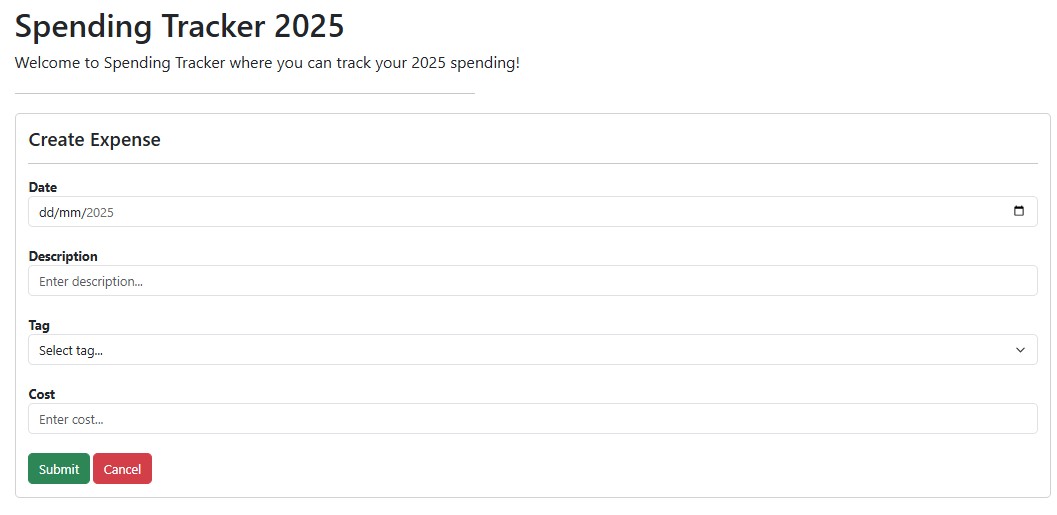 Spending Tracker 2025
Welcome to Spending Tracker where you can track your 2025 spending!
Create Expense
Date
dd/mm/2025
Description
Enter description...
Tag
Select tag...
Cost
Enter cost...
Submit Cancel